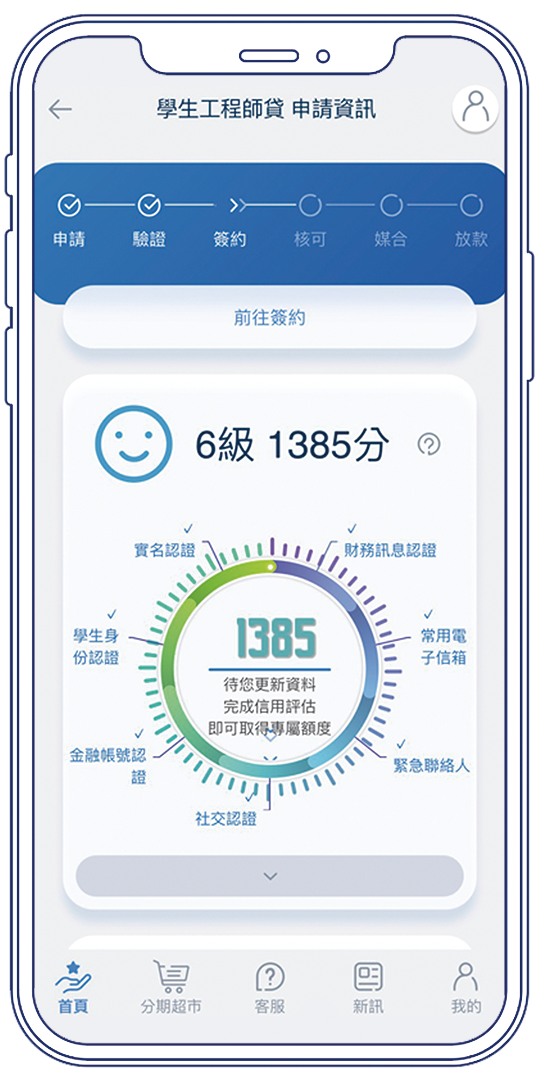 學生工程師貸 申請資訊
申請
驗證
簽約
核可
媒合
放款
前往簽約
6級 1385分
實名認證
財務訊息認證
學生身
份認證
常用電
子信箱
1385
待您更新資料
完成信用評估
即可取得專屬額度
金融帳號認
證
緊急聯絡人
社交認證
首頁
分期超市
客服
新訊
我的